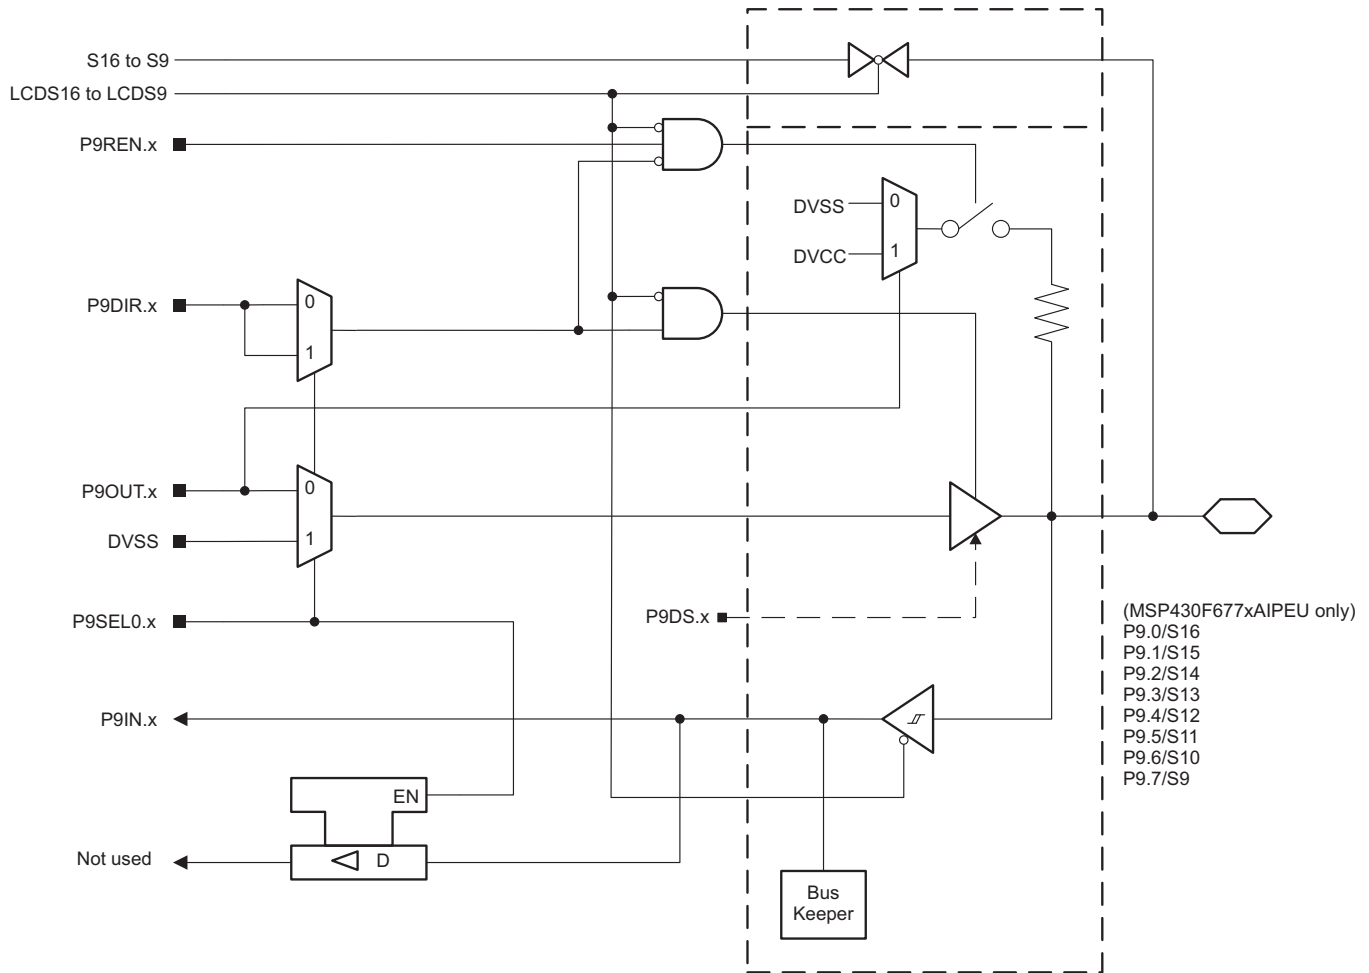 S16 to S9
LCDS16 to LCDS9
P9REN.x
DVSS
0
DVCC
1
P9DIR.x
0
1
P9OUT.x
0
DVSS
1
P9SEL0.x
P9DS.x
(MSP430F677xAIPEU only)
P9.0/S16
P9.1/S15
P9.2/S14
P9.3/S13
P9.4/S12
P9.5/S11
P9.6/S10
P9.7/S9
P9IN.x
EN
Not used
D
Bus
Keeper